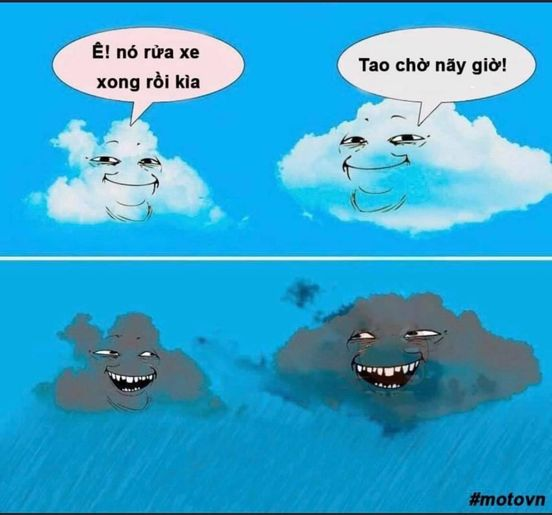 Ê! nó rửa xe
xong rồi kìa
Tao chờ nãy giờ!
#motovn